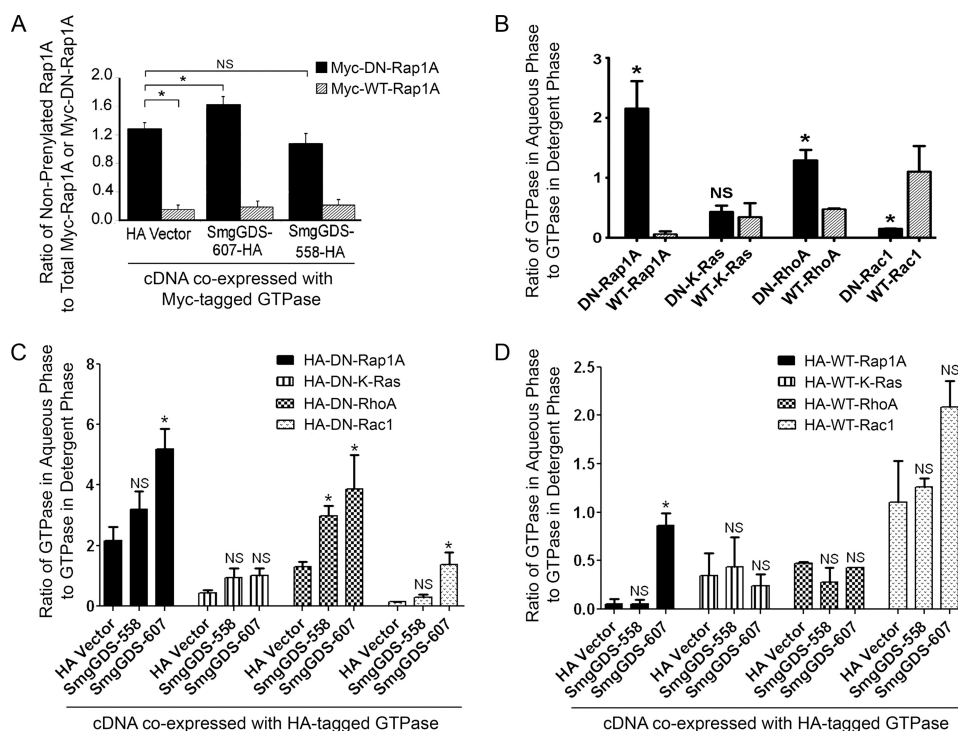 A
Ratio of Non-Prenylated Rap1A
to Total Myc-Rap1A or Myc-DN-Rap1A
2.0
1.6
1.2
0.8
0.4
0.0
NS
*
*
Myc-DN-Rap1A
Myc-WT-Rap1A
HA Vector
SmgGDS-
607-HA
SmgGDS-
558-HA
cDNA co-expressed with
Myc-tagged GTPase
B
Ratio of GTPase in Aqueous Phase
to GTPase in Detergent Phase
3
2
1
0
*
NS
*
*
DN-Rap1A
WT-Rap1A
DN-K-Ras
WT-K-Ras
DN-RhoA
WT-RhoA
DN-Rac1
WT-Rac1
C
Ratio of GTPase in Aqueous Phase
to GTPase in Detergent Phase
8
6
4
2
0
HA-DN-Rap1A
HA-DN-K-Ras
HA-DN-RhoA
HA-DN-Rac1
NS
*
NS
NS
*
*
NS
*
HA Vector
SmgGDS-558
SmgGDS-607
HA Vector
SmgGDS-558
SmgGDS-607
HA Vector
SmgGDS-558
SmgGDS-607
HA Vector
SmgGDS-558
SmgGDS-607
cDNA co-expressed with HA-tagged GTPase
D
Ratio of GTPase in Aqueous Phase
to GTPase in Detergent Phase
2.5
2.0
1.5
1.0
0.5
0.0
HA-WT-Rap1A
HA-WT-K-Ras
HA-WT-RhoA
HA-WT-Rac1
NS
*
NS
NS
NS
NS
NS
NS
HA Vector
SmgGDS-558
SmgGDS-607
HA Vector
SmgGDS-558
SmgGDS-607
HA Vector
SmgGDS-558
SmgGDS-607
HA Vector
SmgGDS-558
SmgGDS-607
cDNA co-expressed with HA-tagged GTPase